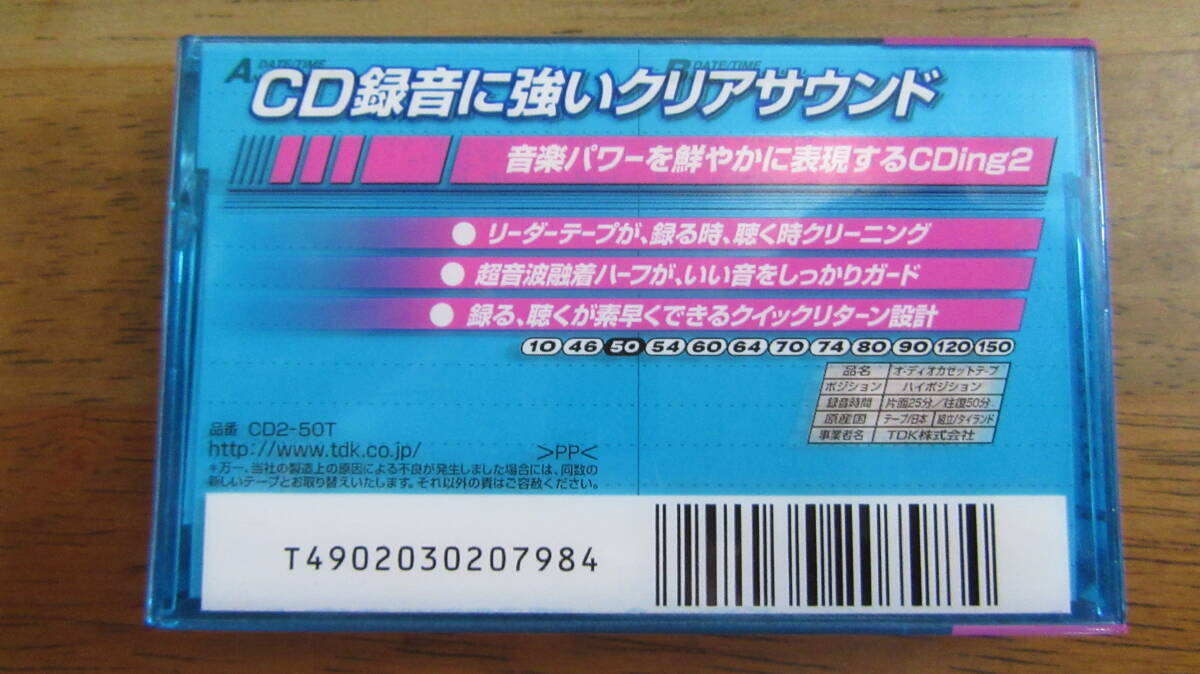 A. DATE/TIME B. DATE/TIME
CD録音に強いクリアサウンド
音楽パワーを鮮やかに表現するCDing2
● リーダーテープが、録る時、聴く時クリーニング
● 超音波融着ハーフが、いい音をしっかりガード
● 録る、聴くが素早くできるクイックリターン設計
10 46 50 54 60 64 70 74 80 90 120 150
品名 オーディオカセットテープ
ポジション ハイポジション
録音時間 片面25分/往復50分
原産国 テープ/日本 組立/タイランド
事業者名 TDK株式会社
品番 CD2-50T
http://www.tdk.co.jp/ >PP<
*万一、当社の製造上の原因による不良が発生しました場合には、同数の
新しいテープとお取り替えいたします。それ以外の責はご容赦ください。
T4902030207984